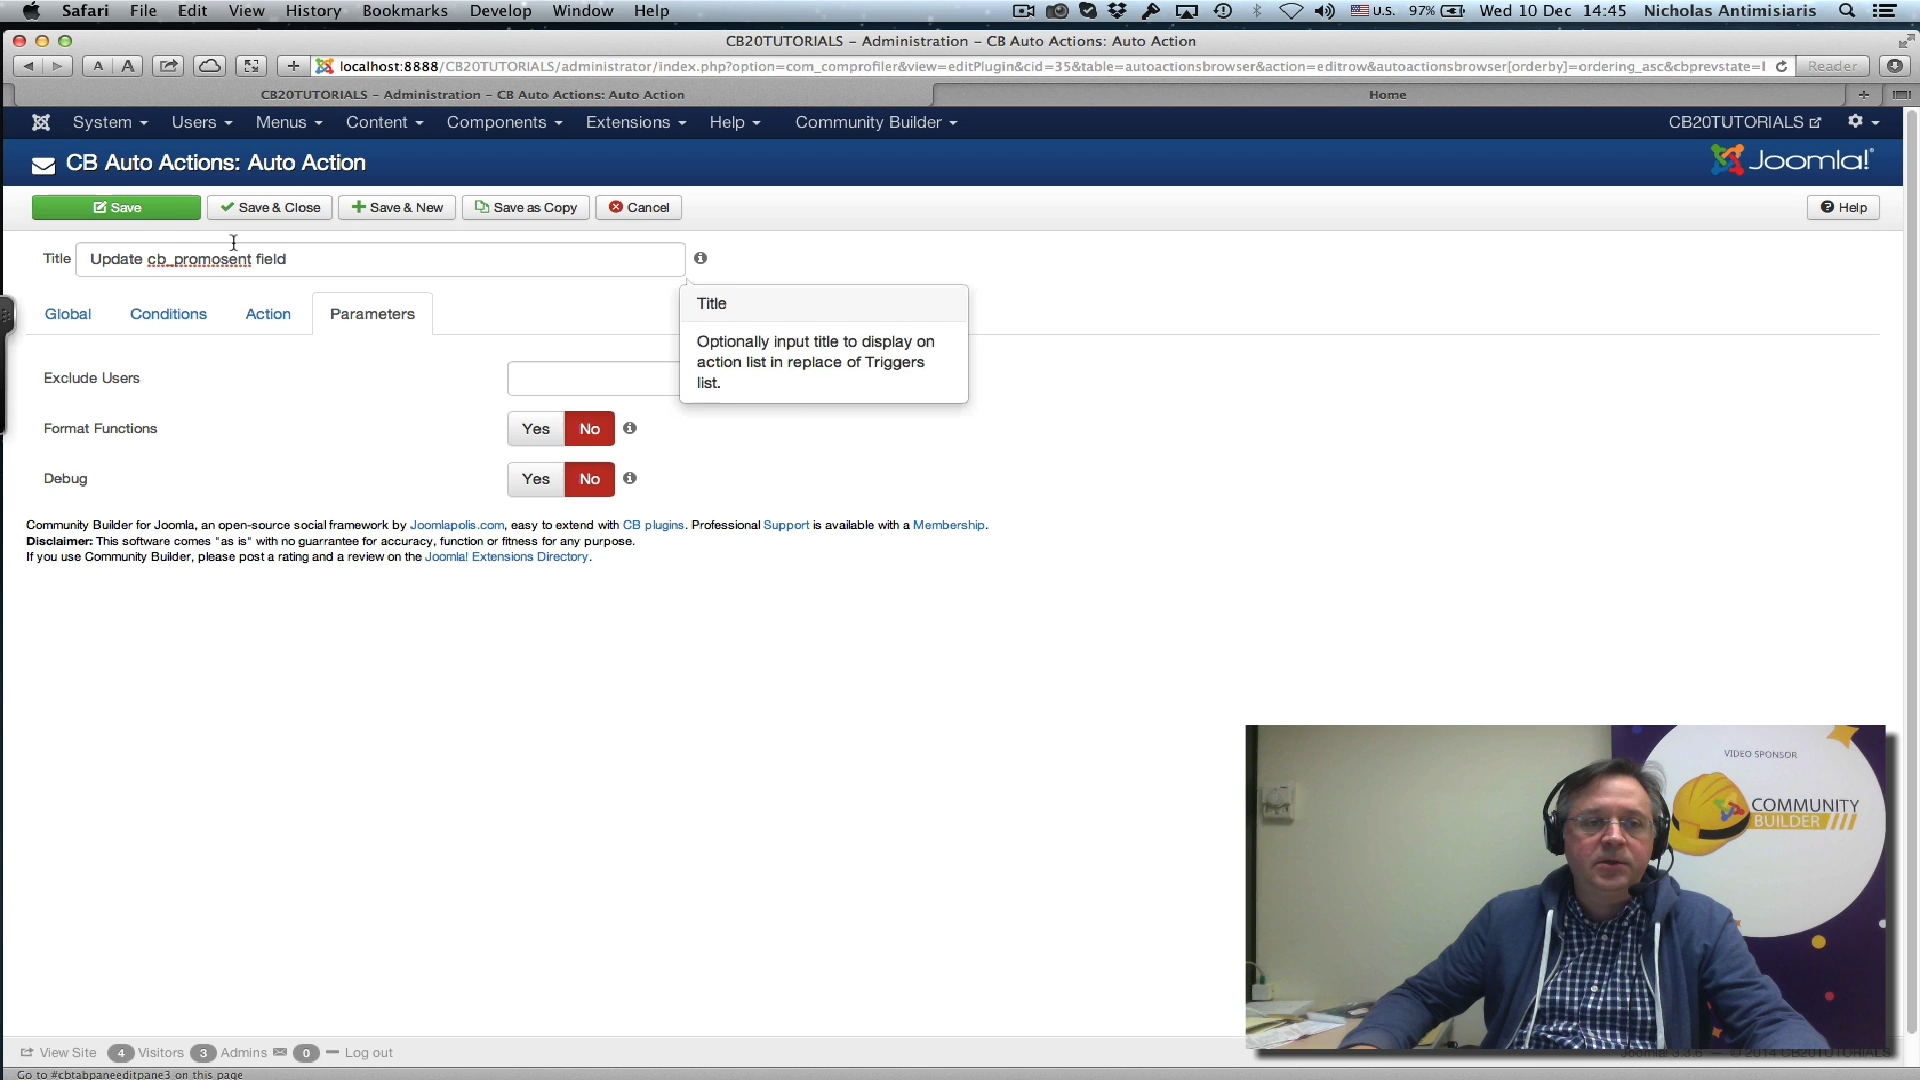 Safari File Edit View History Bookmarks Develop Window Help U.S. 97% Wed 10 Dec 14:45 Nicholas Antimisiaris
CB20TUTORIALS – Administration – CB Auto Actions: Auto Action
A A + localhost:8888/CB20TUTORIALS/administrator/index.php?option=com_comprofiler&view=editPlugin&cid=35&table=autoactionsbrowser&action=editrow&autoactionsbrowser[orderby]=ordering_asc&cbprevstate= Reader
CB20TUTORIALS – Administration – CB Auto Actions: Auto Action Home +
System Users Menus Content Components Extensions Help Community Builder CB20TUTORIALS
CB Auto Actions: Auto Action Joomla!®
Save Save & Close Save & New Save as Copy Cancel Help
Title Update cb_promosent field
Global Conditions Action Parameters
Title
Optionally input title to display on
action list in replace of Triggers
list.
Exclude Users
Format Functions Yes No
Debug Yes No
Community Builder for Joomla, an open-source social framework by Joomlapolis.com, easy to extend with CB plugins. Professional Support is available with a Membership.
Disclaimer: This software comes "as is" with no guarrantee for accuracy, function or fitness for any purpose.
If you use Community Builder, please post a rating and a review on the Joomla! Extensions Directory.
VIDEO SPONSOR
COMMUNITY
BUILDER
View Site 4 Visitors 3 Admins 0 Log out Joomla! 3.3.6 — © 2014 CB20TUTORIALS
Go to #cbtabpaneeditpane3 on this page